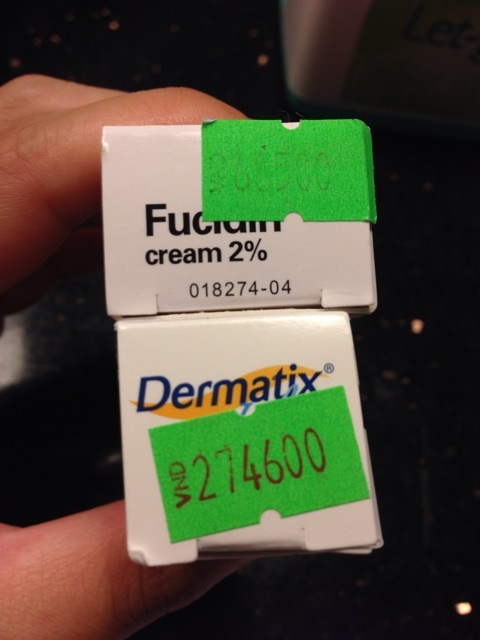 Fucidin
cream 2%
018274-04
Dermatix®
VND 274600